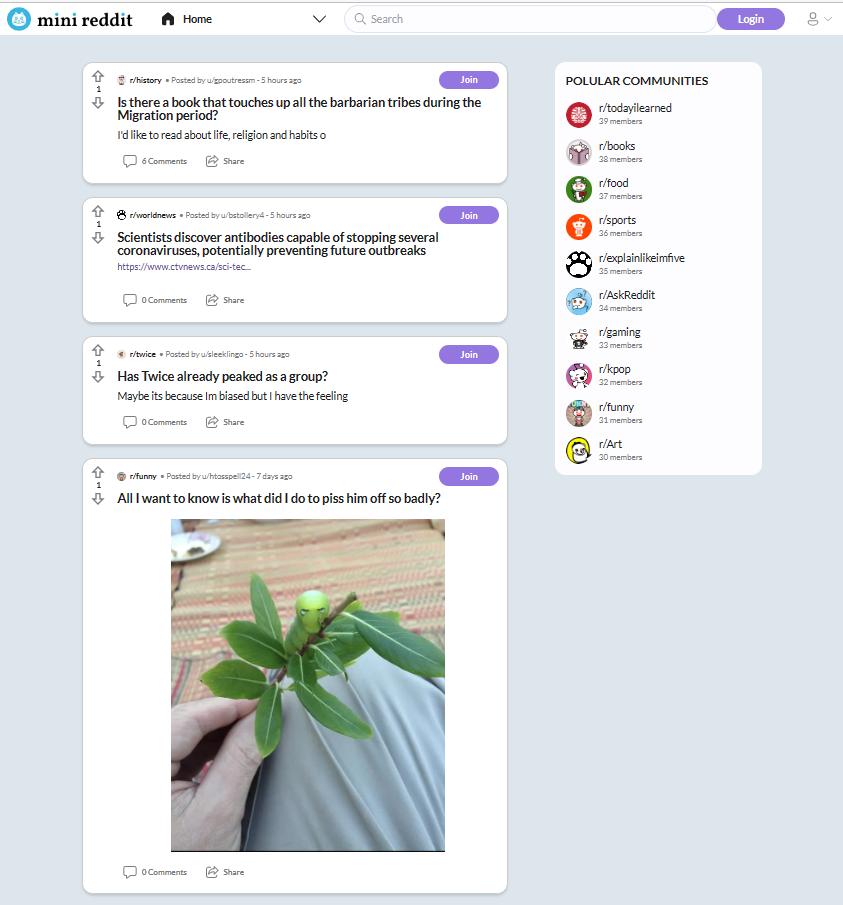 mini reddit
Home
Search
Login
1
r/history • Posted by u/gpoutressm - 5 hours ago
Join
Is there a book that touches up all the barbarian tribes during the
Migration period?
I'd like to read about life, religion and habits o
6 Comments
Share
1
r/worldnews • Posted by u/bstollery4 - 5 hours ago
Join
Scientists discover antibodies capable of stopping several
coronaviruses, potentially preventing future outbreaks
https://www.ctvnews.ca/sci-tec...
0 Comments
Share
1
r/twice • Posted by u/sleeklingo - 5 hours ago
Join
Has Twice already peaked as a group?
Maybe its because Im biased but I have the feeling
0 Comments
Share
1
r/funny • Posted by u/htosspell24 - 7 days ago
Join
All I want to know is what did I do to piss him off so badly?
0 Comments
Share
POLULAR COMMUNITIES
r/todayilearned
39 members
r/books
38 members
r/food
37 members
r/sports
36 members
r/explainlikeimfive
35 members
r/AskReddit
34 members
r/gaming
33 members
r/kpop
32 members
r/funny
31 members
r/Art
30 members